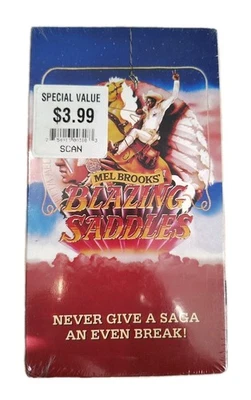 SPECIAL VALUE
$3.99
SCAN
MEL BROOKS'
BLAZING
SADDLES
NEVER GIVE A SAGA
AN EVEN BREAK!